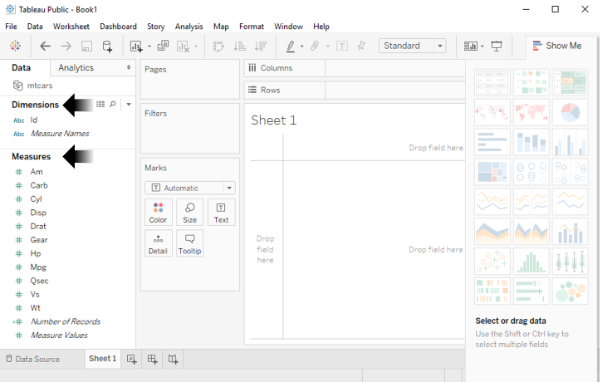 Tableau Public - Book1
File Data Worksheet Dashboard Story Analysis Map Format Window Help
Standard
Show Me
Data Analytics
mtcars
Dimensions
Abc Id
Abc Measure Names
Measures
# Am
# Carb
# Cyl
# Disp
# Drat
# Gear
# Hp
# Mpg
# Qsec
# Vs
# Wt
# Number of Records
# Measure Values
Pages
Filters
Marks
Automatic
Color Size Text
Detail Tooltip
Columns
Rows
Sheet 1
Drop field here
Drop
field
here
Drop field here
Select or drag data
Use the Shift or Ctrl key to
select multiple fields
Data Source Sheet 1